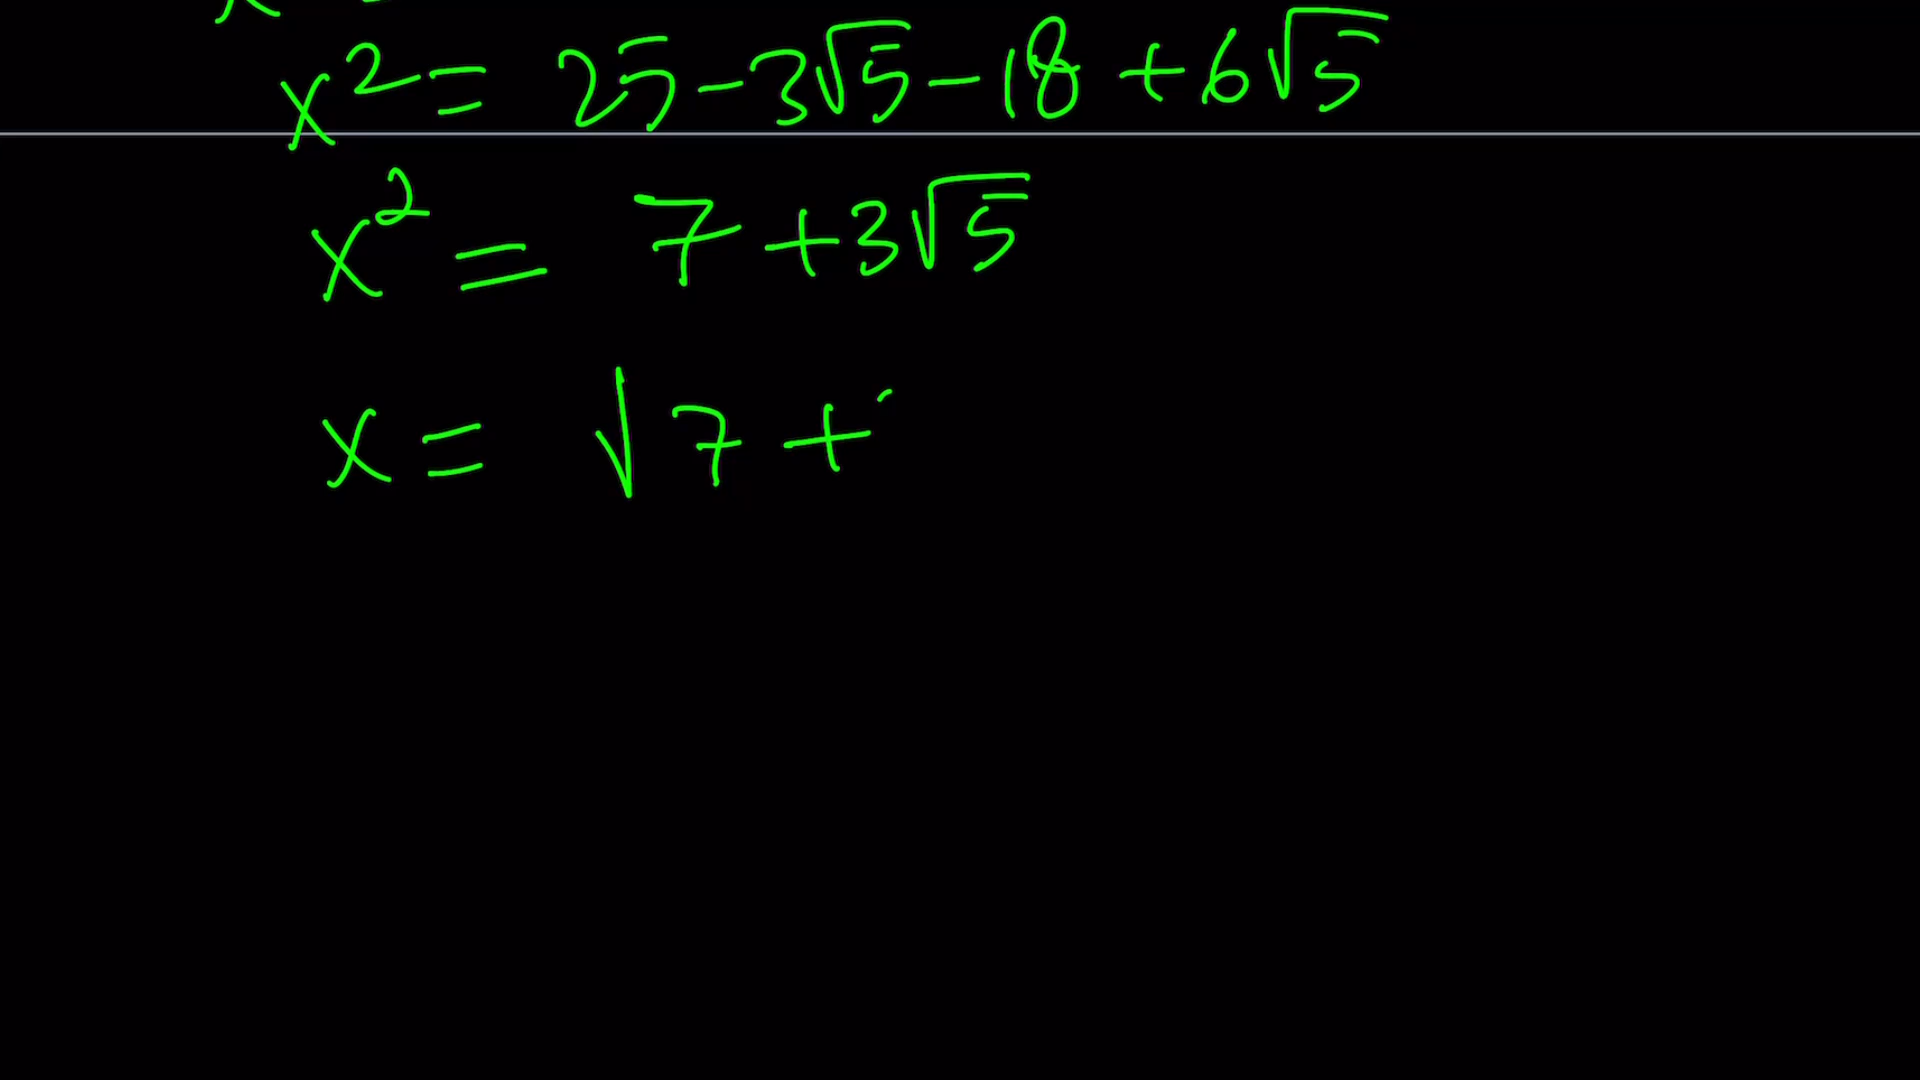 x² = 25 - 3√5 - 18 + 6√5
x² = 7 + 3√5
x = √7 +